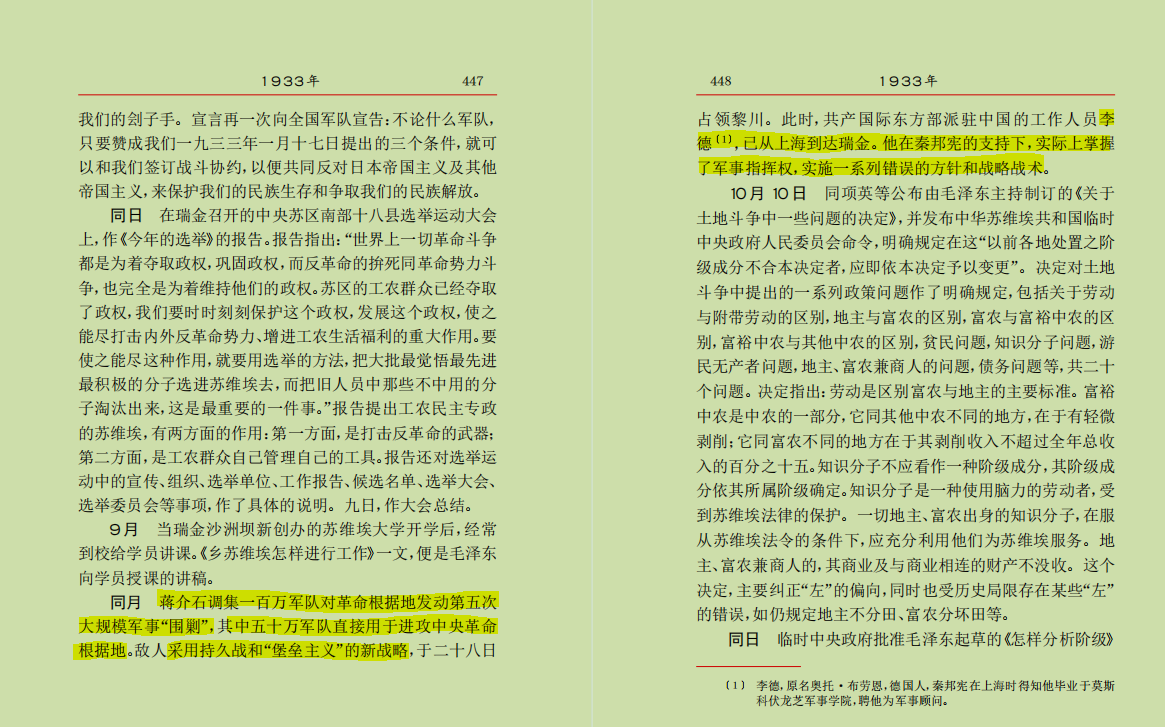 1933年 447
我们的刽子手。宣言再一次向全国军队宣告:不论什么军队,
只要赞成我们一九三三年一月十七日提出的三个条件,就可
以和我们签订战斗协约,以便共同反对日本帝国主义及其他
帝国主义,来保护我们的民族生存和争取我们的民族解放。
同日 在瑞金召开的中央苏区南部十八县选举运动大会
上,作《今年的选举》的报告。报告指出:“世界上一切革命斗争
都是为着夺取政权,巩固政权,而反革命的拚死同革命势力斗
争,也完全是为着维持他们的政权。苏区的工农群众已经夺取
了政权,我们要时时刻刻保护这个政权,发展这个政权,使之
能尽打击内外反革命势力、增进工农生活福利的重大作用。要
使之能尽这种作用,就要用选举的方法,把大批最觉悟最先进
最积极的分子选进苏维埃去,而把旧人员中那些不中用的分
子淘汰出来,这是最重要的一件事。”报告提出工农民主专政
的苏维埃,有两方面的作用:第一方面,是打击反革命的武器;
第二方面,是工农群众自己管理自己的工具。报告还对选举运
动中的宣传、组织、选举单位、工作报告、候选名单、选举大会、
选举委员会等事项,作了具体的说明。九日,作大会总结。
9月 当瑞金沙洲坝新创办的苏维埃大学开学后,经常
到校给学员讲课。《乡苏维埃怎样进行工作》一文,便是毛泽东
向学员授课的讲稿。
同月 蒋介石调集一百万军队对革命根据地发动第五次
大规模军事“围剿”,其中五十万军队直接用于进攻中央革命
根据地。敌人采用持久战和“堡垒主义”的新战略,于二十八日
448 1933年
占领黎川。此时,共产国际东方部派驻中国的工作人员李
德〔1〕,已从上海到达瑞金。他在秦邦宪的支持下,实际上掌握
了军事指挥权,实施一系列错误的方针和战略战术。
10月10日 同项英等公布由毛泽东主持制订的《关于
土地斗争中一些问题的决定》,并发布中华苏维埃共和国临时
中央政府人民委员会命令,明确规定在这“以前各地处置之阶
级成分不合本决定者,应即依本决定予以变更”。决定对土地
斗争中提出的一系列政策问题作了明确规定,包括关于劳动
与附带劳动的区别,地主与富农的区别,富农与富裕中农的区
别,富裕中农与其他中农的区别,贫民问题,知识分子问题,游
民无产者问题,地主、富农兼商人的问题,债务问题等,共二十
个问题。决定指出:劳动是区别富农与地主的主要标准。富裕
中农是中农的一部分,它同其他中农不同的地方,在于有轻微
剥削;它同富农不同的地方在于其剥削收入不超过全年总收
入的百分之十五。知识分子不应看作一种阶级成分,其阶级成
分依其所属阶级确定。知识分子是一种使用脑力的劳动者,受
到苏维埃法律的保护。一切地主、富农出身的知识分子,在服
从苏维埃法令的条件下,应充分利用他们为苏维埃服务。地
主、富农兼商人的,其商业及与商业相连的财产不没收。这个
决定,主要纠正“左”的偏向,同时也受历史局限存在某些“左”
的错误,如仍规定地主不分田、富农分坏田等。
同日 临时中央政府批准毛泽东起草的《怎样分析阶级》
〔1〕 李德,原名奥托·布劳恩,德国人,秦邦宪在上海时得知他毕业于莫斯
科伏龙芝军事学院,聘他为军事顾问。